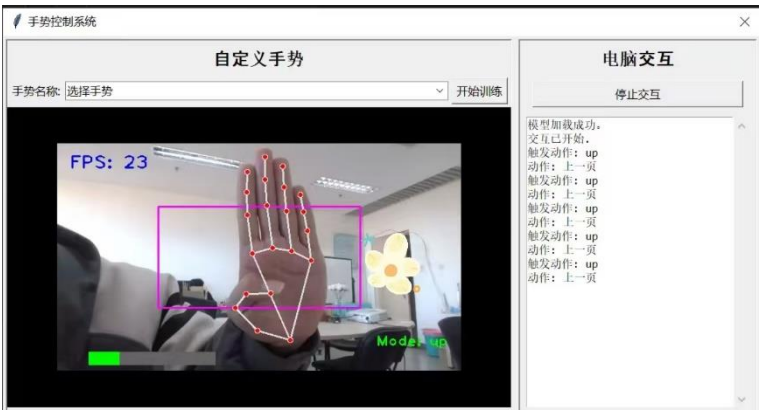 手势控制系统
自定义手势
手势名称: 选择手势
开始训练
FPS: 23
Mode: up
电脑交互
停止交互
模型加载成功。
交互已开始.
触发动作: up
动作: 上一页
触发动作: up
动作: 上一页
触发动作: up
动作: 上一页
触发动作: up
动作: 上一页
触发动作: up
动作: 上一页